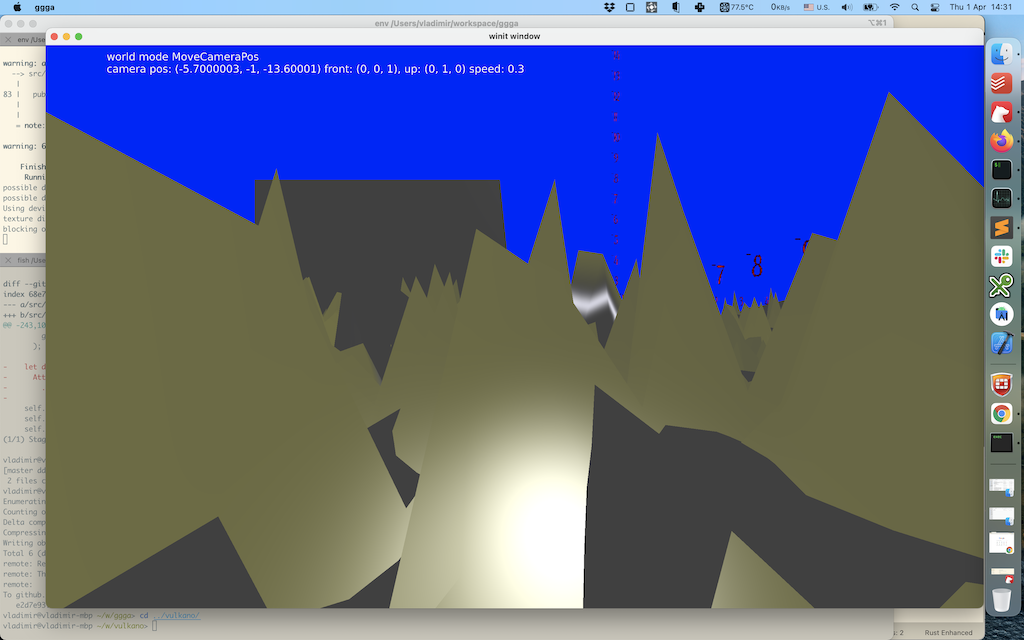 ggga
77.5°C
0KB/s
U.S.
Thu 1 Apr 14:31
env /Users/vladimir/workspace/ggga
⌥⌘1
env /Use
winit window
world mode MoveCameraPos
camera pos: (-5.7000003, -1, -13.60001) front: (0, 0, 1), up: (0, 1, 0) speed: 0.3
warning: a
--> src/
|
83 | pub
|
= note:
warning: 6
Finish
Runni
possible d
possible d
Using devi
texture di
blocking o
-7
-8
fish /Use
diff --git
index 68e7
--- a/src/
+++ b/src/
@@ -243,10
);
- let d
- Att
-
-
self.
self.
self.
(1/1) Stag
vladimir@v
[master dd
2 files c
vladimir@v
Enumeratin
Counting o
Delta comp
Compressin
Writing ob
Total 6 (d
remote: Re
remote: Th
remote:
To github.
e2d7e93
vladimir@vladimir-mbp ~/w/ggga> cd ../vulkano/
vladimir@vladimir-mbp ~/w/vulkano>
s: 2
Rust Enhanced